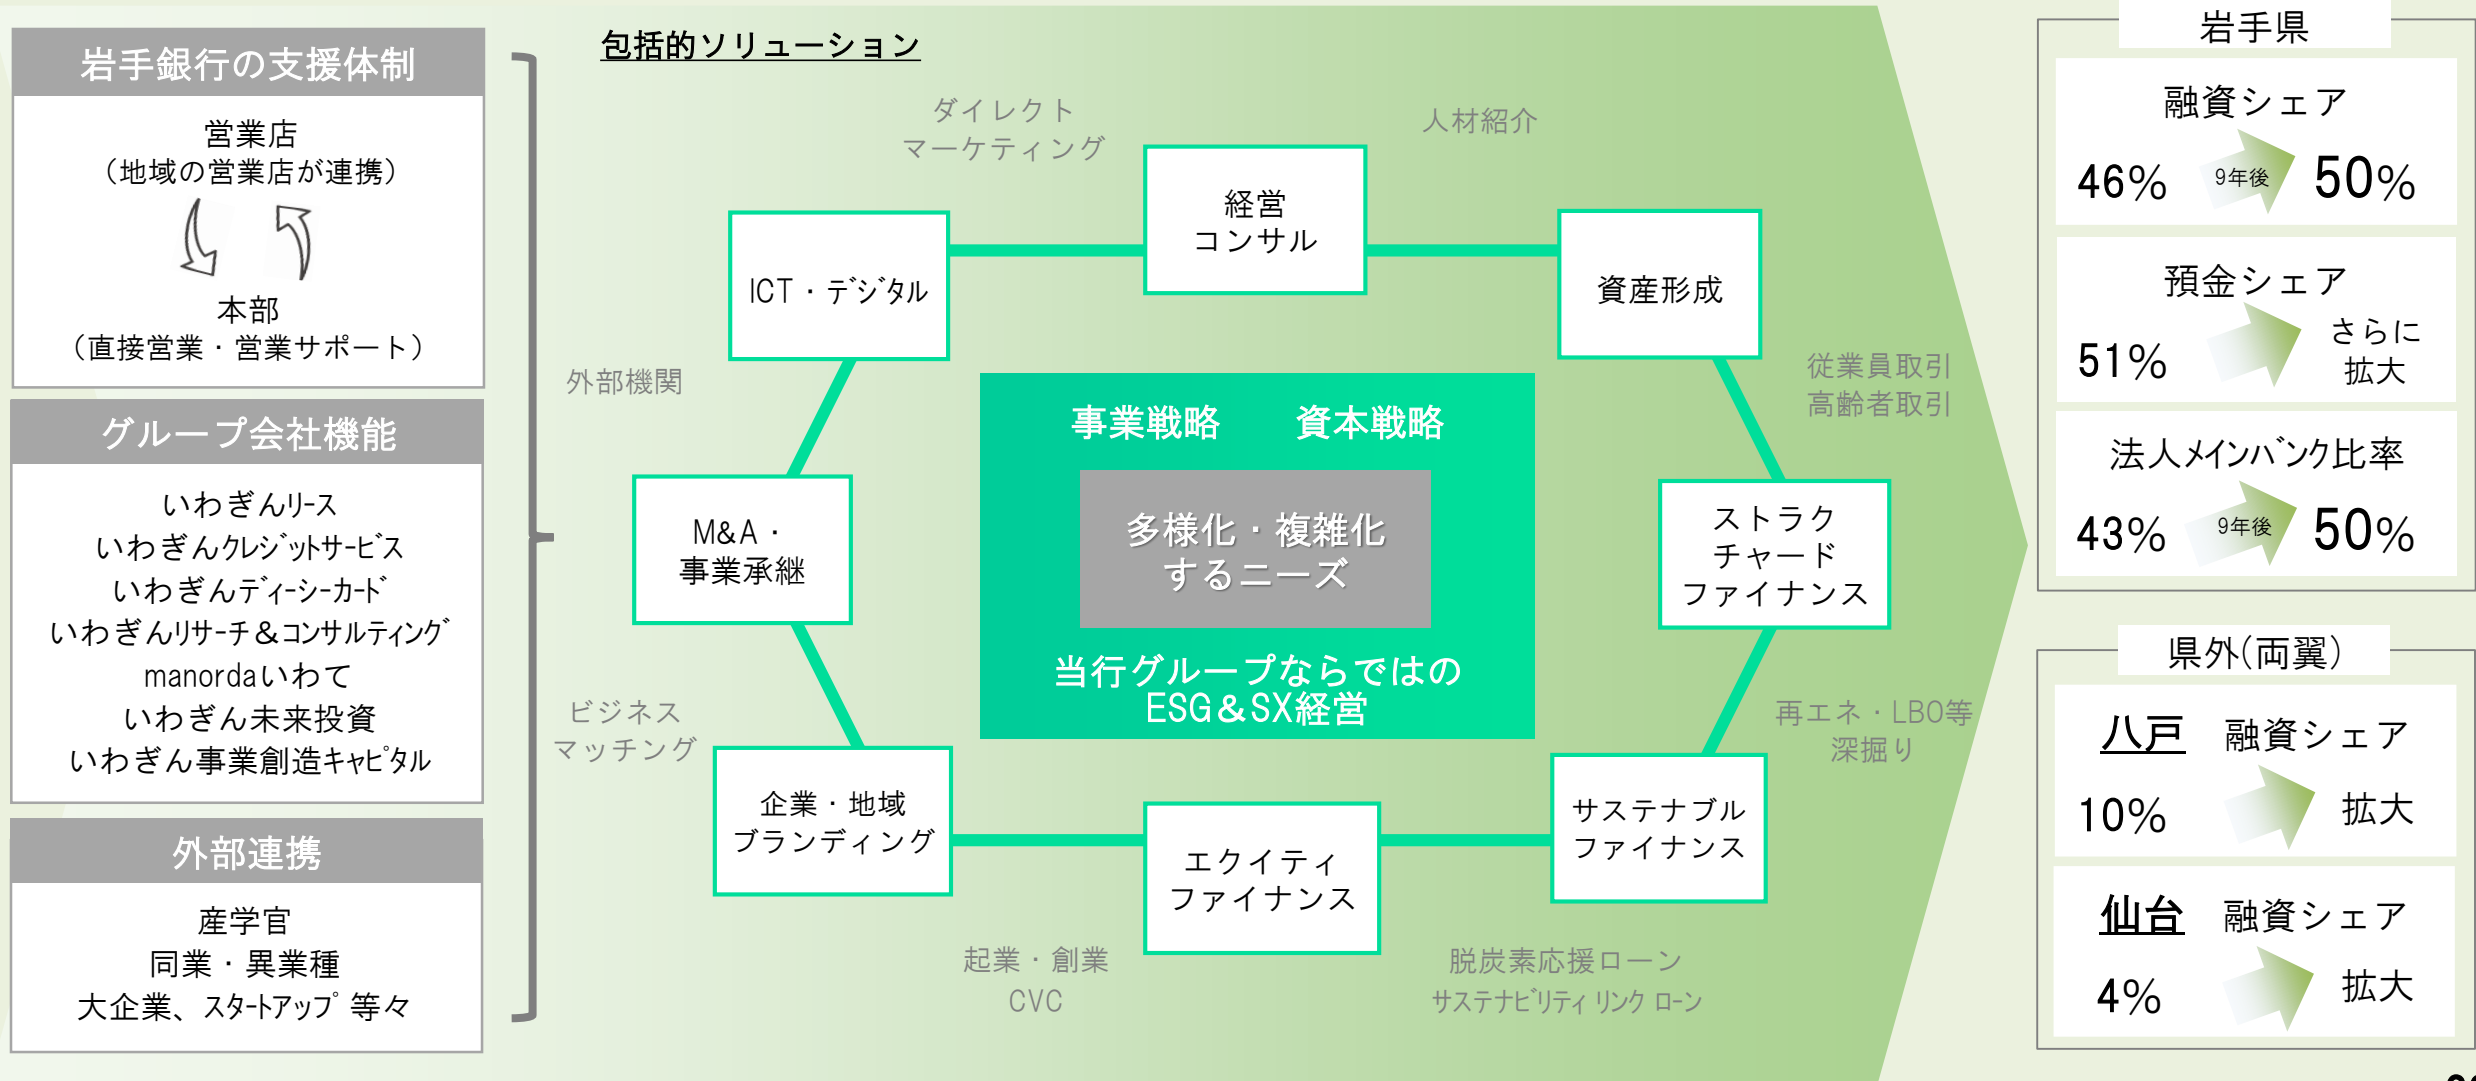 岩手銀行の支援体制
営業店
（地域の営業店が連携）
本部
（直接営業・営業サポート）
グループ会社機能
いわぎんリース
いわぎんクレジットサービス
いわぎんディーシーカード
いわぎんリサーチ＆コンサルティング
manordaいわて
いわぎん未来投資
いわぎん事業創造キャピタル
外部連携
産学官
同業・異業種
大企業、スタートアップ 等々
包括的ソリューション
ダイレクト
マーケティング
人材紹介
経営
コンサル
ICT・デジタル
資産形成
外部機関
従業員取引
高齢者取引
事業戦略　資本戦略
多様化・複雑化
するニーズ
当行グループならではの
ESG＆SX経営
M&A・
事業承継
ストラク
チャード
ファイナンス
ビジネス
マッチング
再エネ・LBO等
深掘り
企業・地域
ブランディング
エクイティ
ファイナンス
サステナブル
ファイナンス
起業・創業
CVC
脱炭素応援ローン
サステナビリティ リンク ローン
岩手県
融資シェア
46% 9年後 50%
預金シェア
51% さらに
拡大
法人メインバンク比率
43% 9年後 50%
県外(両翼)
八戸 融資シェア
10% 拡大
仙台 融資シェア
4% 拡大